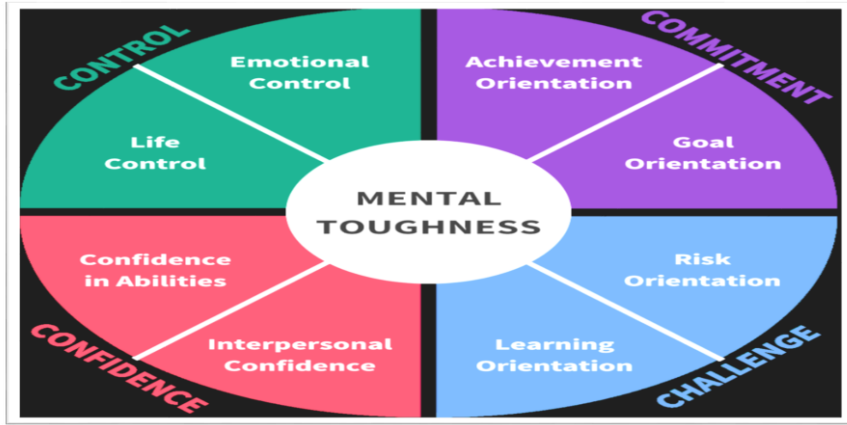 CONTROL
Emotional
Control
Life
Control
COMMITMENT
Achievement
Orientation
Goal
Orientation
MENTAL
TOUGHNESS
Confidence
in Abilities
Interpersonal
Confidence
CONFIDENCE
Risk
Orientation
Learning
Orientation
CHALLENGE